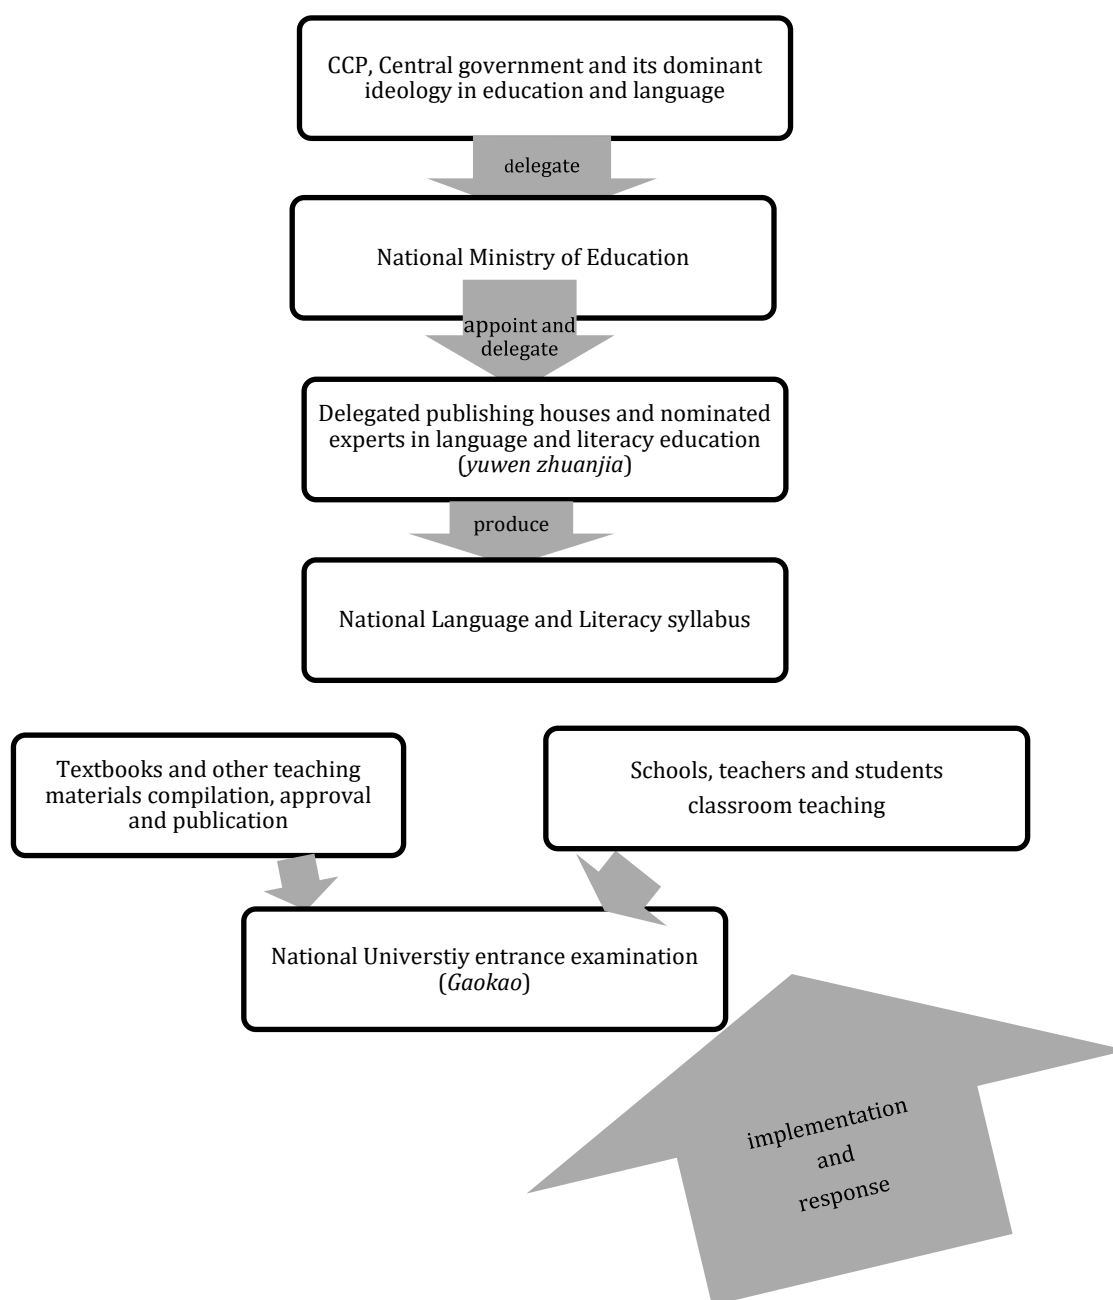 CCP, Central government and its dominant
ideology in education and language
delegate
National Ministry of Education
appoint and
delegate
Delegated publishing houses and nominated
experts in language and literacy education
(yuwen zhuanjia)
produce
National Language and Literacy syllabus
Textbooks and other teaching
materials compilation, approval
and publication
Schools, teachers and students
classroom teaching
National Universtiy entrance examination
(Gaokao)
implementation
and
response